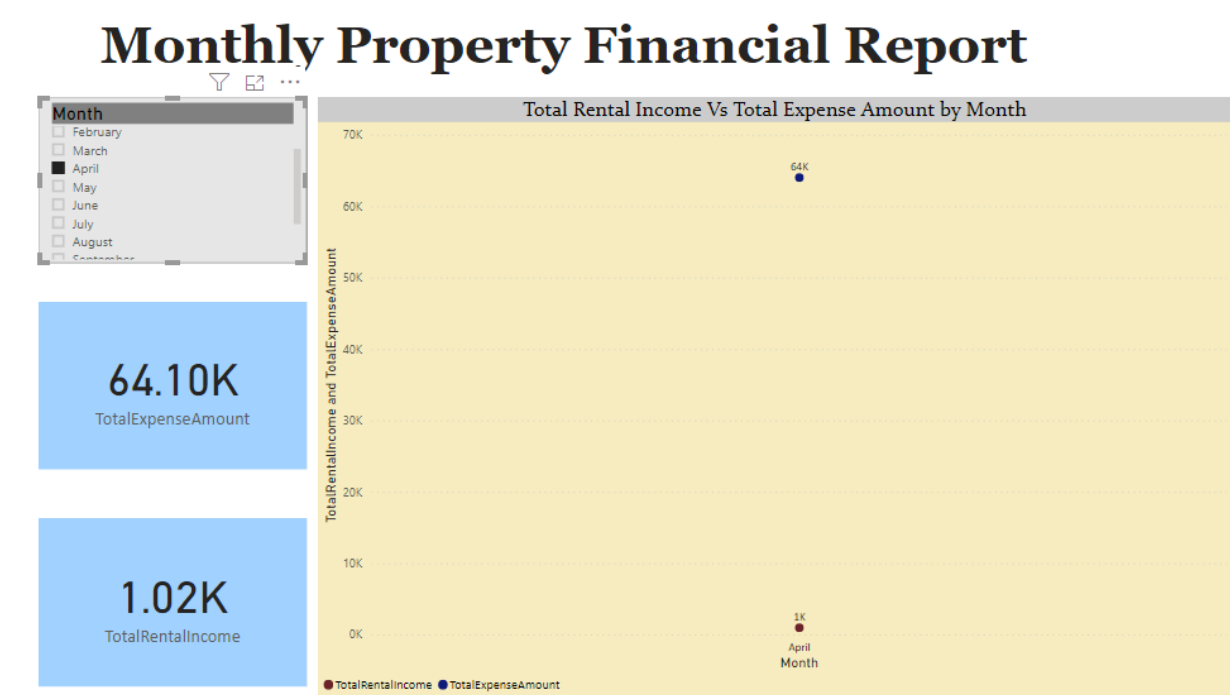 Monthly Property Financial Report
Month
February
March
April
May
June
July
August
September
64.10K
TotalExpenseAmount
1.02K
TotalRentalIncome
Total Rental Income Vs Total Expense Amount by Month
TotalRentalIncome and TotalExpenseAmount
70K
60K
50K
40K
30K
20K
10K
0K
64K
1K
April
Month
TotalRentalIncome TotalExpenseAmount